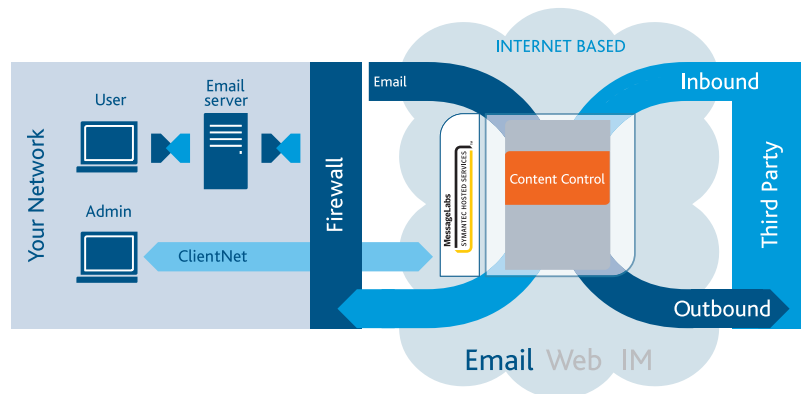 INTERNET BASED
Your Network
User
Email
server
Admin
ClientNet
Firewall
Email
Inbound
MessageLabs
SYMANTEC HOSTED SERVICES
™
Content Control
Third Party
Outbound
Email Web IM